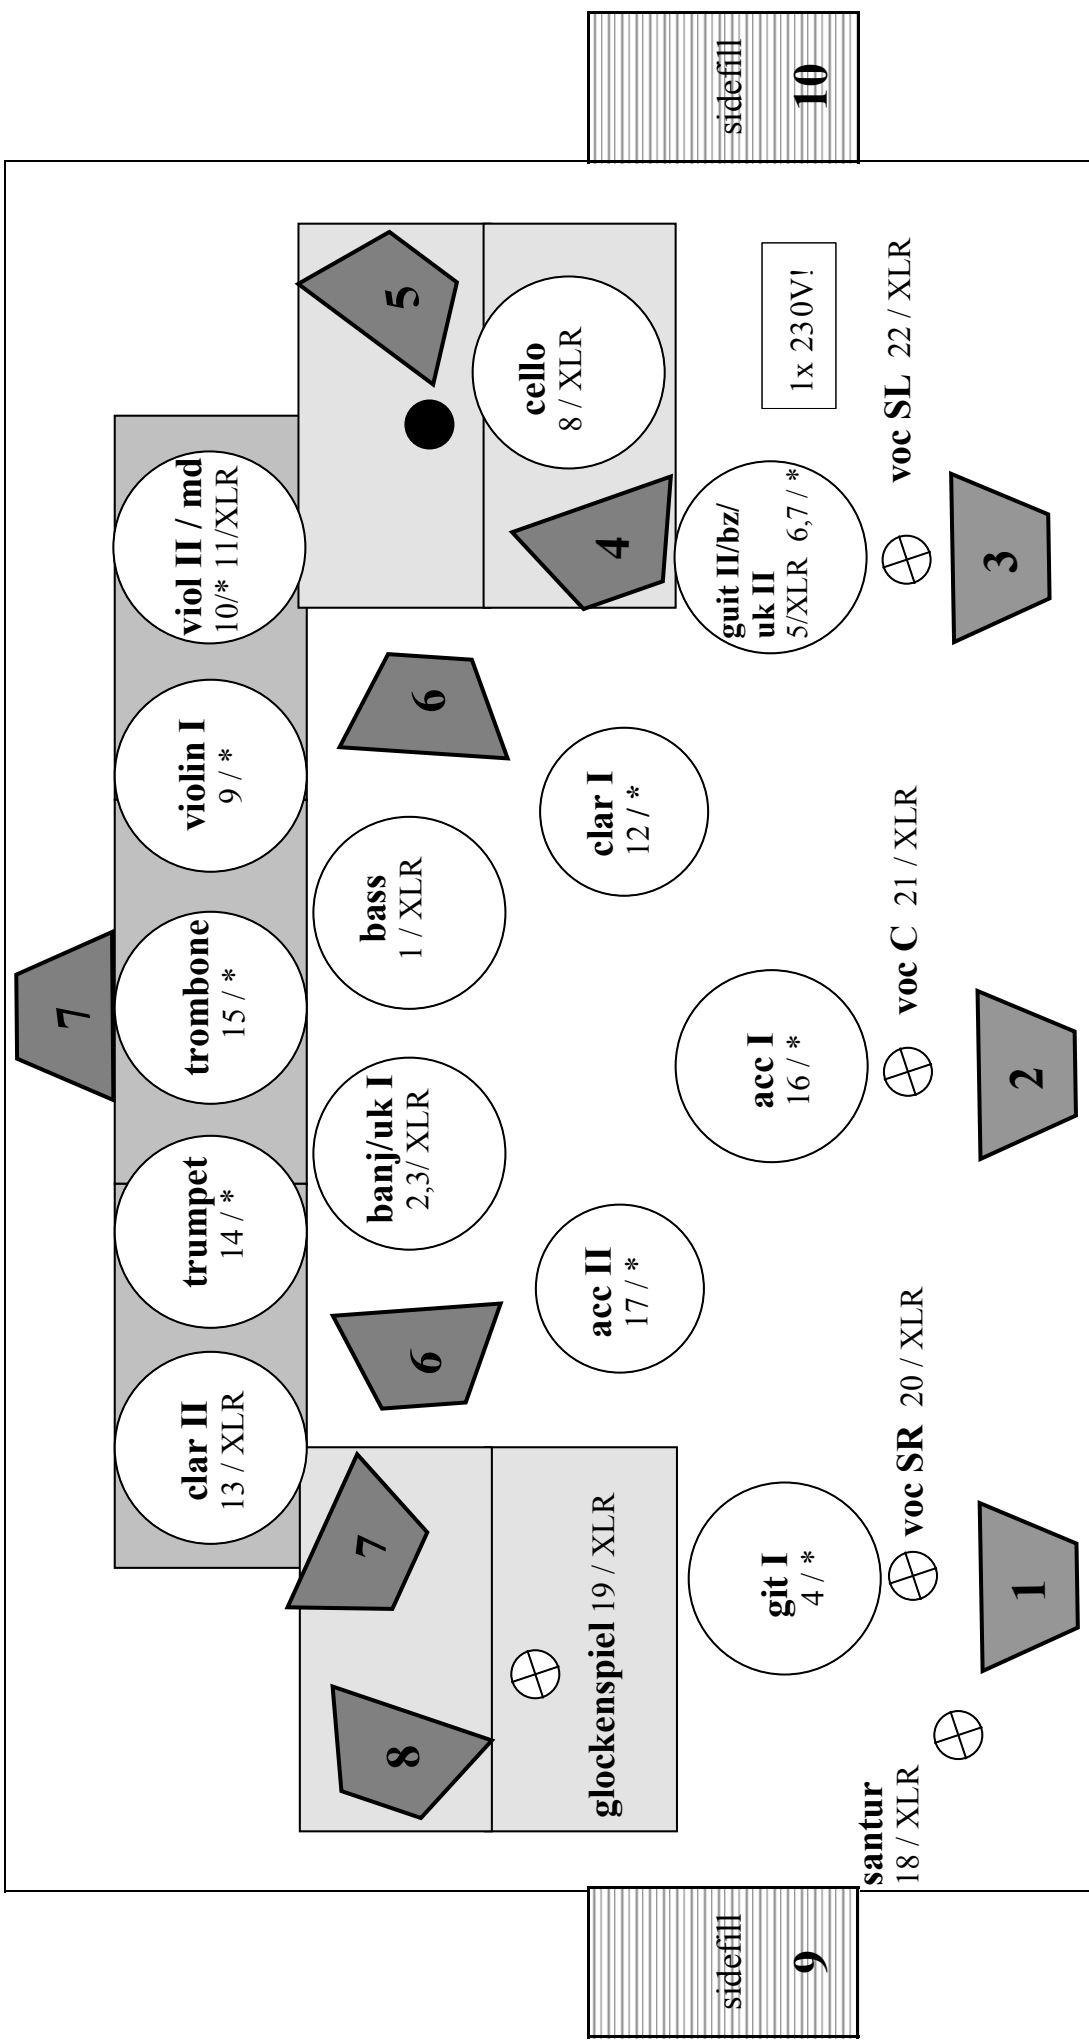 7
clar II
13 / XLR
trumpet
14 / *
trombone
15 / *
violin I
9 / *
viol II / md
10/* 11/XLR
8
7
6
banj/uk I
2,3/ XLR
bass
1 / XLR
6
5
glockenspiel 19 / XLR
acc II
17 / *
clar I
12 / *
4
cello
8 / XLR
sidefill
9
git I
4 / *
acc I
16 / *
guit II/bz/
uk II
5/XLR 6,7 / *
1x 230V!
sidefill
10
santur
18 / XLR
voc SR 20 / XLR
voc C 21 / XLR
voc SL 22 / XLR
1
2
3